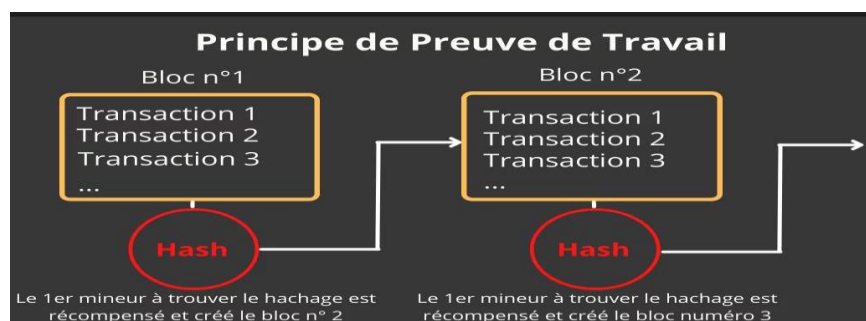 Principe de Preuve de Travail
Bloc n°1
Transaction 1
Transaction 2
Transaction 3
...
Hash
Le 1er mineur à trouver le hachage est
récompensé et créé le bloc n° 2
Bloc n°2
Transaction 1
Transaction 2
Transaction 3
...
Hash
Le 1er mineur à trouver le hachage est
récompensé et créé le bloc numéro 3